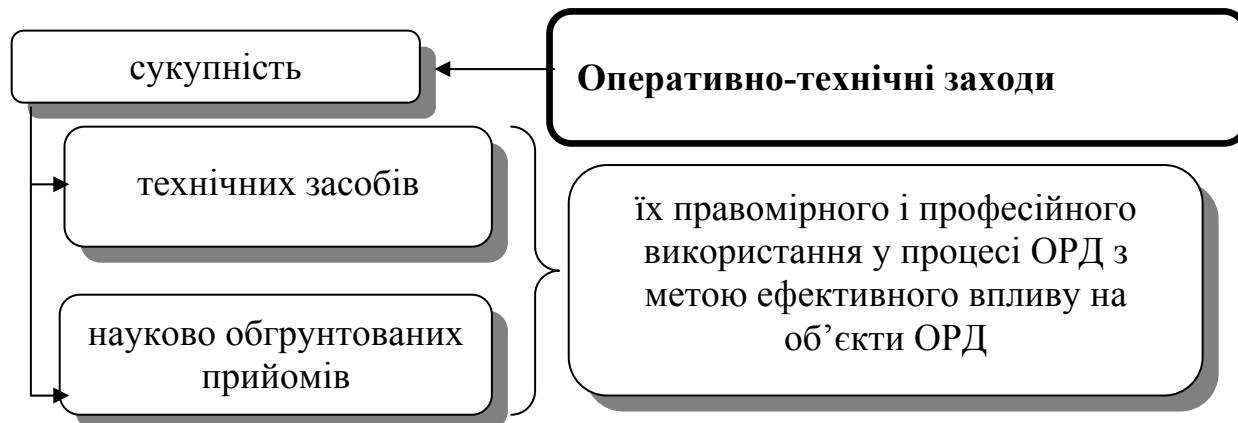 сукупність
Оперативно-технічні заходи
технічних засобів
їх правомірного і професійного
використання у процесі ОРД з
метою ефективного впливу на
об’єкти ОРД
науково обгрунтованих
прийомів